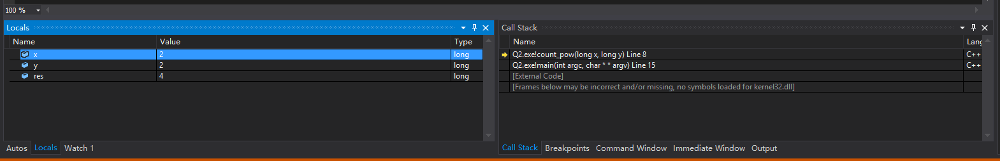 100 %
Locals
Name Value Type
x 2 long
y 2 long
res 4 long
Autos Locals Watch 1
Call Stack
Name Lang
Q2.exe!count_pow(long x, long y) Line 8 C++
Q2.exe!main(int argc, char * * argv) Line 15 C++
[External Code]
[Frames below may be incorrect and/or missing, no symbols loaded for kernel32.dll]
Call Stack Breakpoints Command Window Immediate Window Output